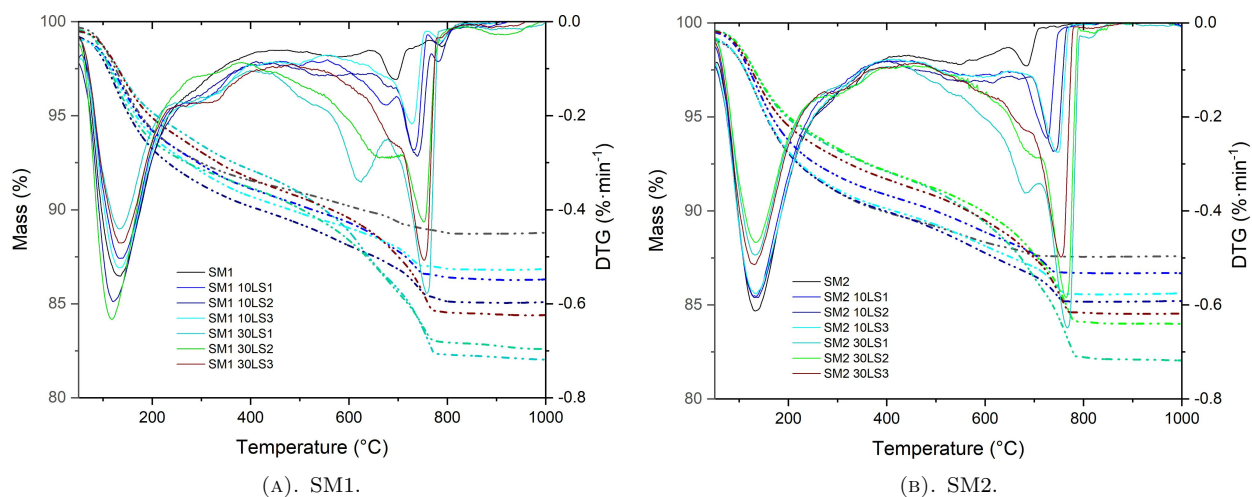 100
95
90
85
80
Mass (%)
200
400
600
800
1000
Temperature (°C)
0.0
-0.2
-0.4
-0.6
-0.8
DTG (%·min⁻¹)
SM1
SM1 10LS1
SM1 10LS2
SM1 10LS3
SM1 30LS1
SM1 30LS2
SM1 30LS3
(A). SM1.
100
95
90
85
80
Mass (%)
200
400
600
800
1000
Temperature (°C)
0.0
-0.2
-0.4
-0.6
-0.8
DTG (%·min⁻¹)
SM2
SM2 10LS1
SM2 10LS2
SM2 10LS3
SM2 30LS1
SM2 30LS2
SM2 30LS3
(B). SM2.